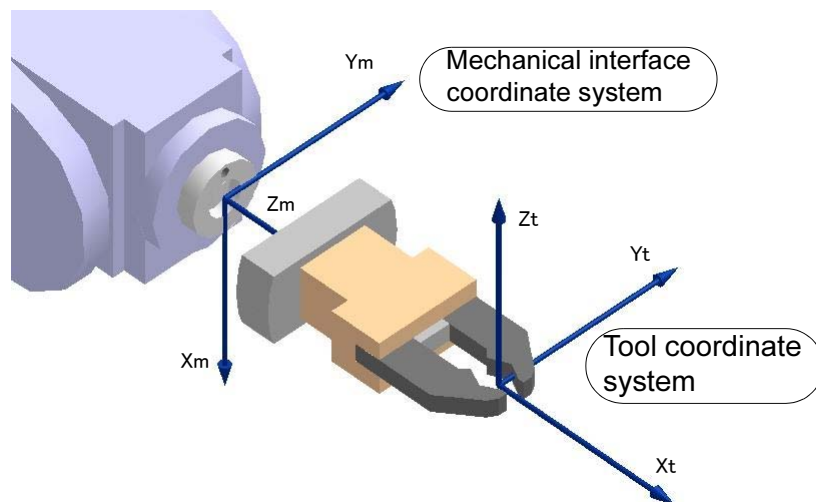 Ym
Mechanical interface
coordinate system
Zm
Zt
Yt
Xm
Tool coordinate
system
Xt